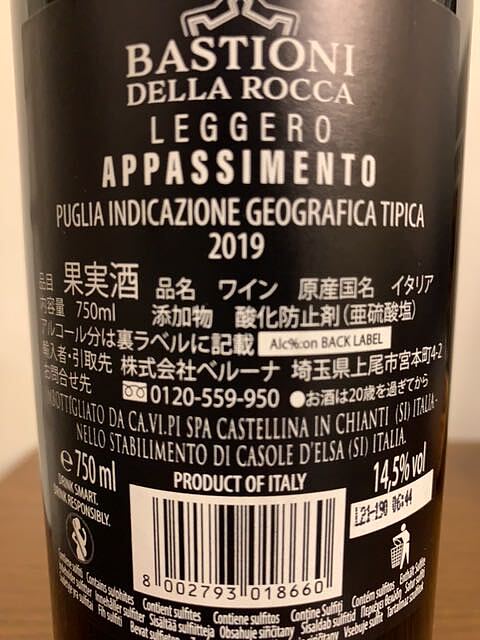 BASTIONI
DELLA ROCCA
LEGGERO
APPASSIMENTO
PUGLIA INDICAZIONE GEOGRAFICA TIPICA
2019
品目 果実酒 品名 ワイン 原産国名 イタリア
内容量 750ml 添加物 酸化防止剤(亜硫酸塩)
アルコール分は裏ラベルに記載 Alc%:on BACK LABEL
輸入者・引取先 株式会社ベルーナ 埼玉県上尾市宮本町4-2
お問合せ先 0120-559-950 ●お酒は20歳を過ぎてから
IMBOTTIGLIATO DA CA.VI.PI SPA CASTELLINA IN CHIANTI (SI) ITALIA-
NELLO STABILIMENTO DI CASOLE D'ELSA (SI) ITALIA.
℮ 750 ml PRODUCT OF ITALY 14,5% vol
DRINK SMART.
DRINK RESPONSIBLY.
L21-190 06:44
8 002793 018660
Contains sulphites Contient sulfites Contiene sulfitos Contine Sulfiti Contém sulfitos